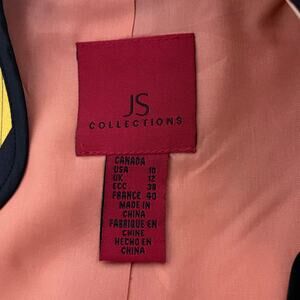 JS
COLLECTIONS
CANADA
USA 10
UK 12
ECC 38
FRANCE 40
MADE IN
CHINA
FABRIQUE EN
CHINE
HECHO EN
CHINA